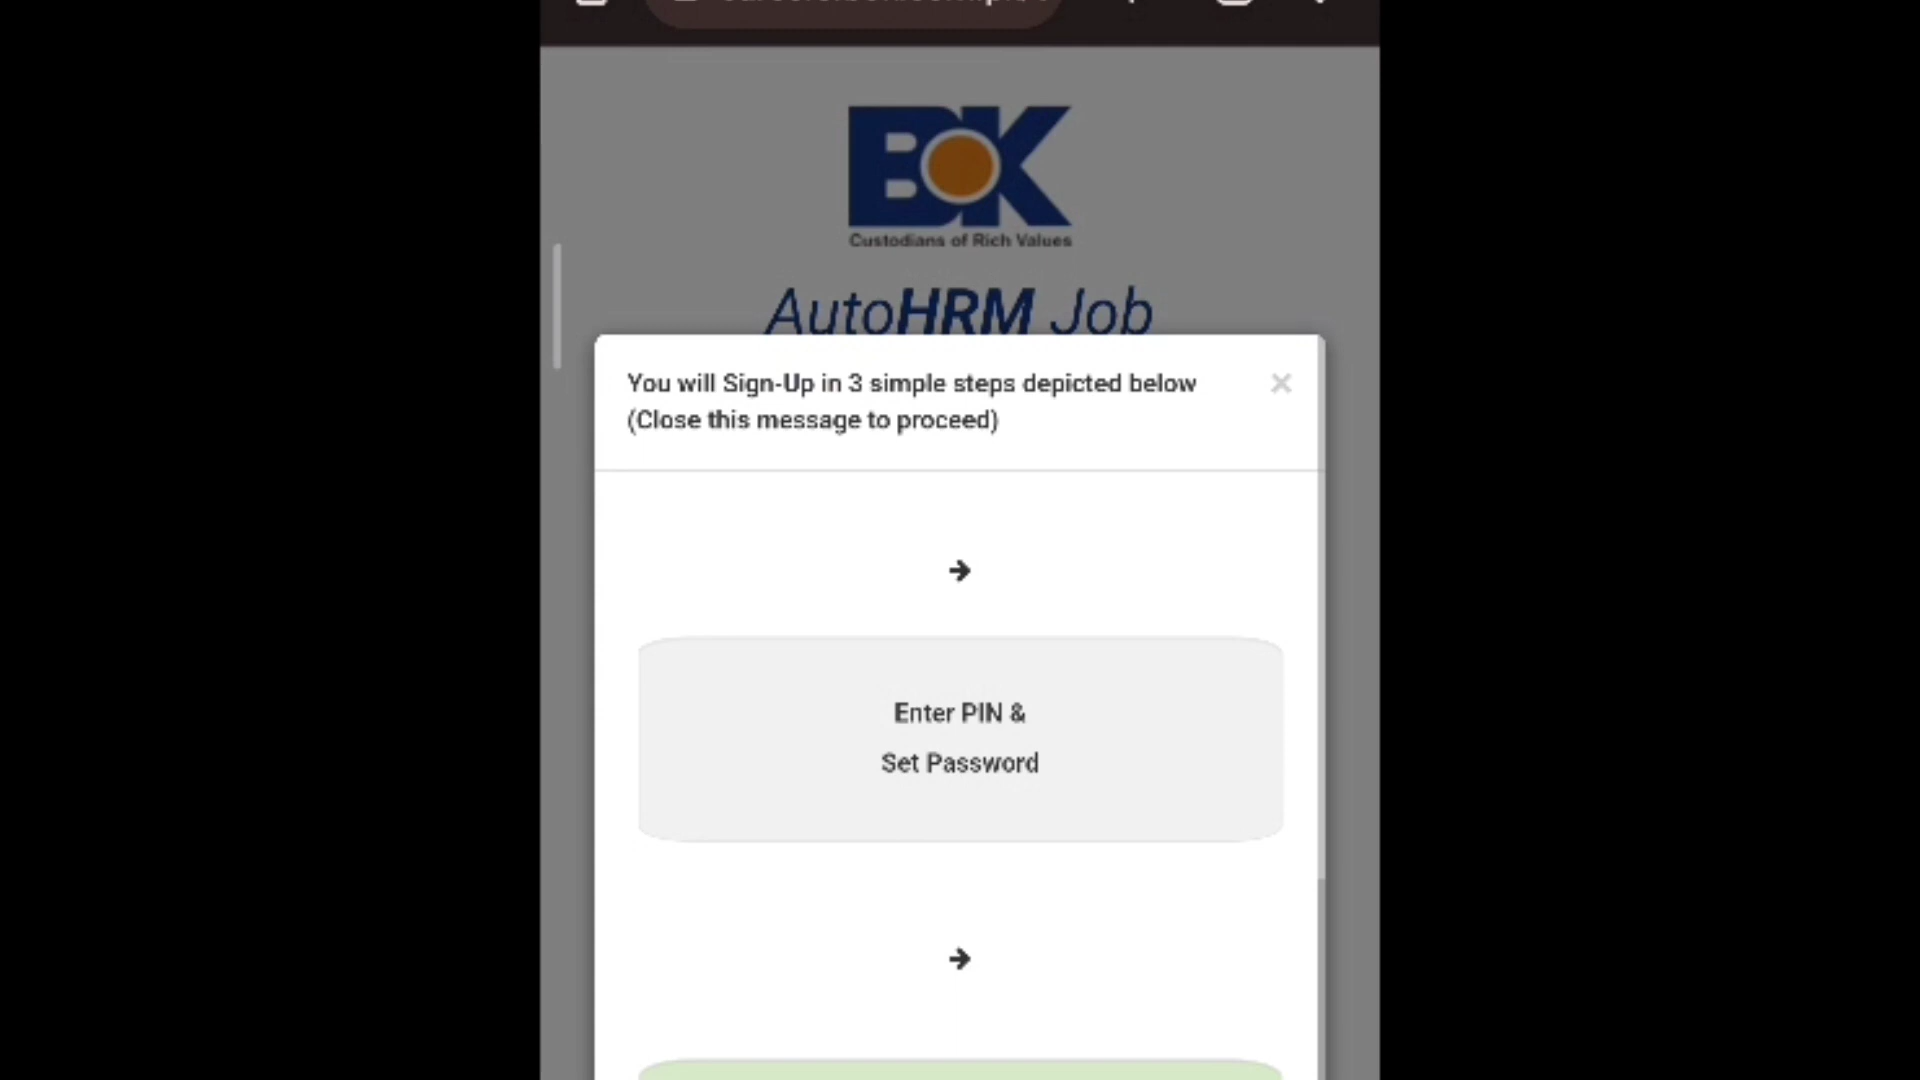 BOK
Custodians of Rich Values
AutoHRM Job
You will Sign-Up in 3 simple steps depicted below
(Close this message to proceed)
×
→
Enter PIN &
Set Password
→